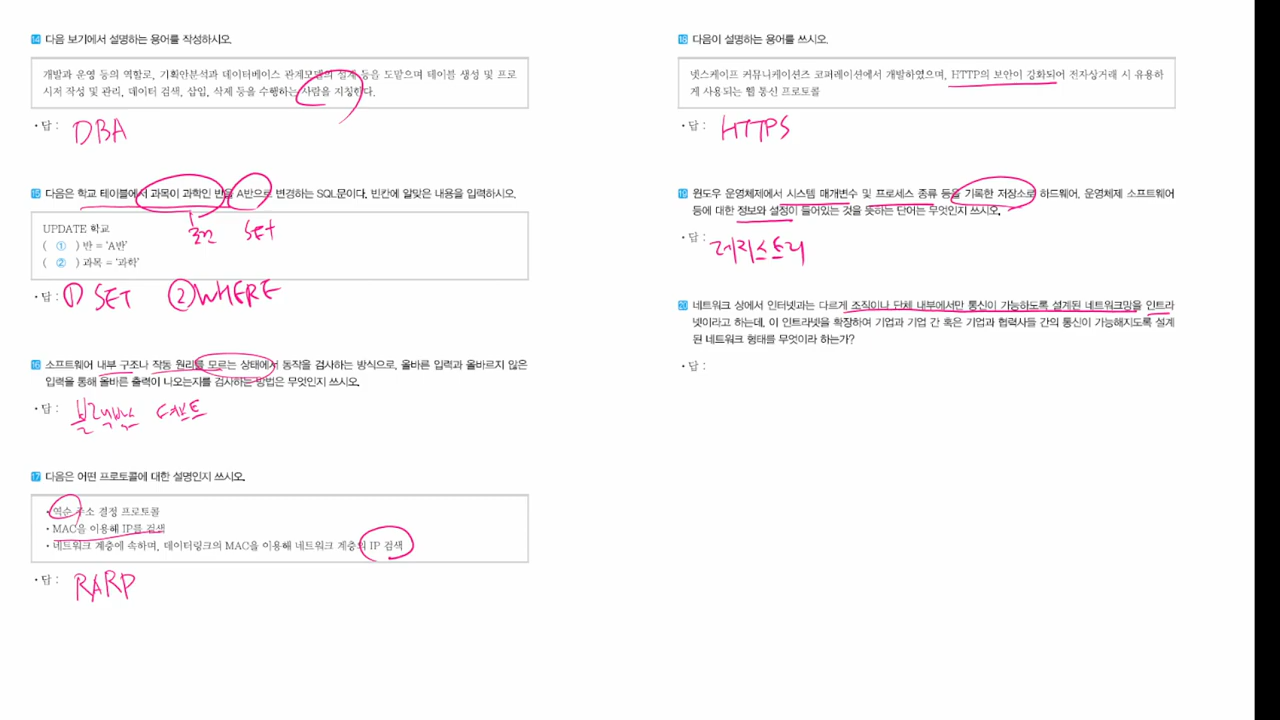 14 다음 보기에서 설명하는 용어를 작성하시오.
개발과 운영 등의 역할로, 기획안분석과 데이터베이스 관계모델의 설계 등을 도맡으며 테이블 생성 및 프로
시저 작성 및 관리, 데이터 검색, 삽입, 삭제 등을 수행하는 사람을 지칭한다.
• 답 : DBA
15 다음은 학교 테이블에서 과목이 과학인 반을 A반으로 변경하는 SQL문이다. 빈칸에 알맞은 내용을 입력하시오.
조건 SET
UPDATE 학교
( ① ) 반 = 'A반'
( ② ) 과목 = '과학'
• 답 : ① SET ② WHERE
16 소프트웨어 내부 구조나 작동 원리를 모르는 상태에서 동작을 검사하는 방식으로, 올바른 입력과 올바르지 않은
입력을 통해 올바른 출력이 나오는지를 검사하는 방법은 무엇인지 쓰시오.
• 답 : 블랙박스 테스트
17 다음은 어떤 프로토콜에 대한 설명인지 쓰시오.
• 역순 주소 결정 프로토콜
• MAC을 이용해 IP를 검색
• 네트워크 계층에 속하며, 데이터링크의 MAC을 이용해 네트워크 계층의 IP 검색
• 답 : RARP
18 다음이 설명하는 용어를 쓰시오.
넷스케이프 커뮤니케이션즈 코퍼레이션에서 개발하였으며, HTTP의 보안이 강화되어 전자상거래 시 유용하
게 사용되는 웹 통신 프로토콜
• 답 : HTTPS
19 윈도우 운영체제에서 시스템 매개변수 및 프로세스 종류 등을 기록한 저장소로 하드웨어, 운영체제 소프트웨어
등에 대한 정보와 설정이 들어있는 것을 뜻하는 단어는 무엇인지 쓰시오.
• 답 : 레지스트리
20 네트워크 상에서 인터넷과는 다르게 조직이나 단체 내부에서만 통신이 가능하도록 설계된 네트워크망을 인트라
넷이라고 하는데, 이 인트라넷을 확장하여 기업과 기업 간 혹은 기업과 협력사들 간의 통신이 가능해지도록 설계
된 네트워크 형태를 무엇이라 하는가?
• 답 :